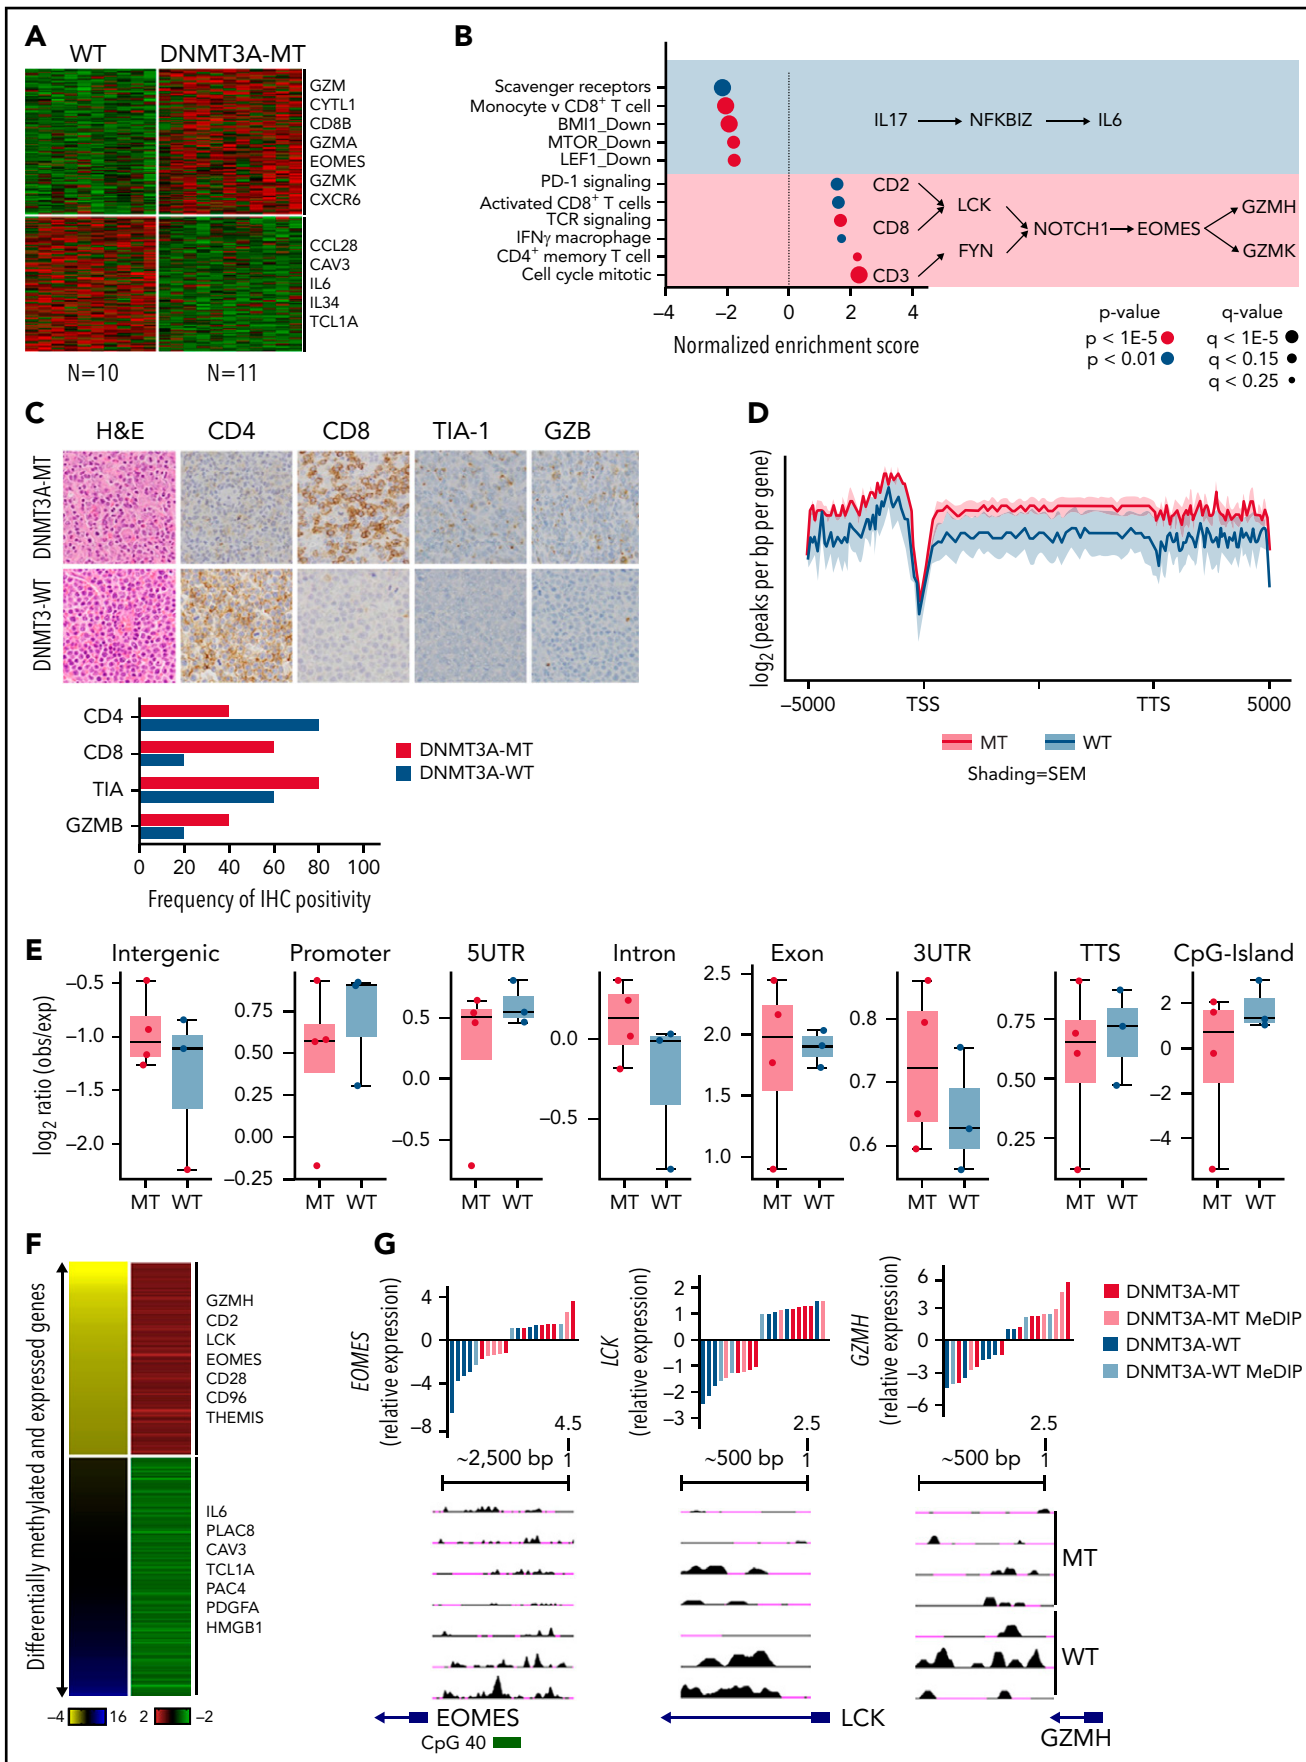 A
WT DNMT3A-MT
GZM
CYTL1
CD8B
GZMA
EOMES
GZMK
CXCR6
CCL28
CAV3
IL6
IL34
TCL1A
N=10 N=11
B
Scavenger receptors
Monocyte v CD8+ T cell
BMI1_Down
MTOR_Down
LEF1_Down
PD-1 signaling
Activated CD8+ T cells
TCR signaling
IFNγ macrophage
CD4+ memory T cell
Cell cycle mitotic
IL17 NFKBIZ IL6
CD2
CD8
CD3
LCK
FYN
NOTCH1 EOMES
GZMH
GZMK
−4 −2 0 2 4
Normalized enrichment score
p-value
p < 1E-5
p < 0.01
q-value
q < 1E-5
q < 0.15
q < 0.25
C
H&E CD4 CD8 TIA-1 GZB
DNMT3A-MT
DNMT3-WT
CD4
CD8
TIA
GZMB
0 20 40 60 80 100
Frequency of IHC positivity
DNMT3A-MT
DNMT3A-WT
D
log2 (peaks per bp per gene)
−5000 TSS TTS 5000
MT WT
Shading=SEM
E
log2 ratio (obs/exp)
Intergenic
−0.5
−1.0
−1.5
−2.0
MT WT
Promoter
0.75
0.50
0.25
0.00
−0.25
MT WT
5UTR
0.5
0.0
−0.5
MT WT
Intron
0.0
−0.5
MT WT
Exon
2.5
2.0
1.5
1.0
MT WT
3UTR
0.8
0.7
0.6
MT WT
TTS
0.75
0.50
0.25
MT WT
CpG-Island
2
0
−2
−4
MT WT
F
Differentially methylated and expressed genes
GZMH
CD2
LCK
EOMES
CD28
CD96
THEMIS
IL6
PLAC8
CAV3
TCL1A
PAC4
PDGFA
HMGB1
−4 16 2 −2
G
EOMES
(relative expression)
4
0
−4
−8
4.5
1
~2,500 bp
EOMES
CpG 40
LCK
(relative expression)
2
1
0
−1
−2
−3
2.5
1
~500 bp
LCK
GZMH
(relative expression)
6
3
0
−3
−6
2.5
1
~500 bp
GZMH
DNMT3A-MT
DNMT3A-MT MeDIP
DNMT3A-WT
DNMT3A-WT MeDIP
MT
WT